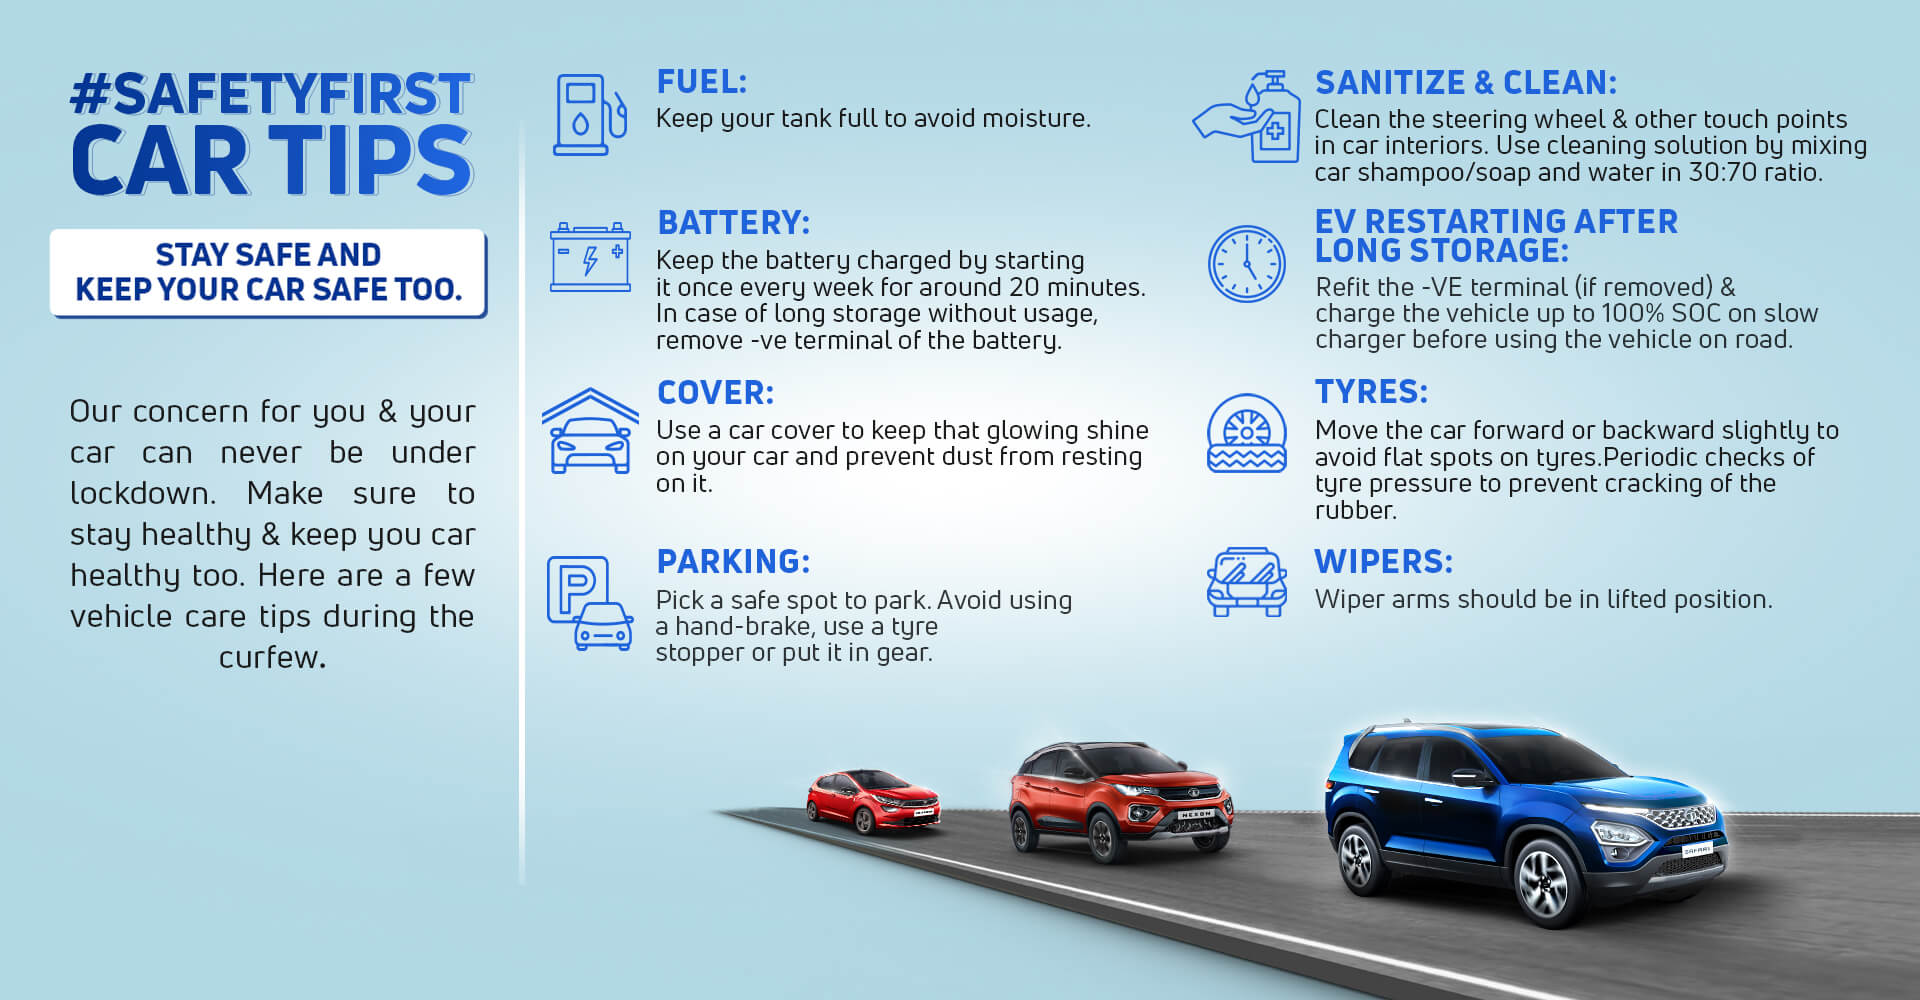 #SAFETYFIRST
CAR TIPS
STAY SAFE AND
KEEP YOUR CAR SAFE TOO.
Our concern for you & your
car can never be under
lockdown. Make sure to
stay healthy & keep you car
healthy too. Here are a few
vehicle care tips during the
curfew.
FUEL:
Keep your tank full to avoid moisture.
BATTERY:
Keep the battery charged by starting
it once every week for around 20 minutes.
In case of long storage without usage,
remove -ve terminal of the battery.
COVER:
Use a car cover to keep that glowing shine
on your car and prevent dust from resting
on it.
PARKING:
P
Pick a safe spot to park. Avoid using
a hand-brake, use a tyre
stopper or put it in gear.
SANITIZE & CLEAN:
Clean the steering wheel & other touch points
in car interiors. Use cleaning solution by mixing
car shampoo/soap and water in 30:70 ratio.
EV RESTARTING AFTER
LONG STORAGE:
Refit the -VE terminal (if removed) &
charge the vehicle up to 100% SOC on slow
charger before using the vehicle on road.
TYRES:
Move the car forward or backward slightly to
avoid flat spots on tyres.Periodic checks of
tyre pressure to prevent cracking of the
rubber.
WIPERS:
Wiper arms should be in lifted position.
NEXON
SAFARI